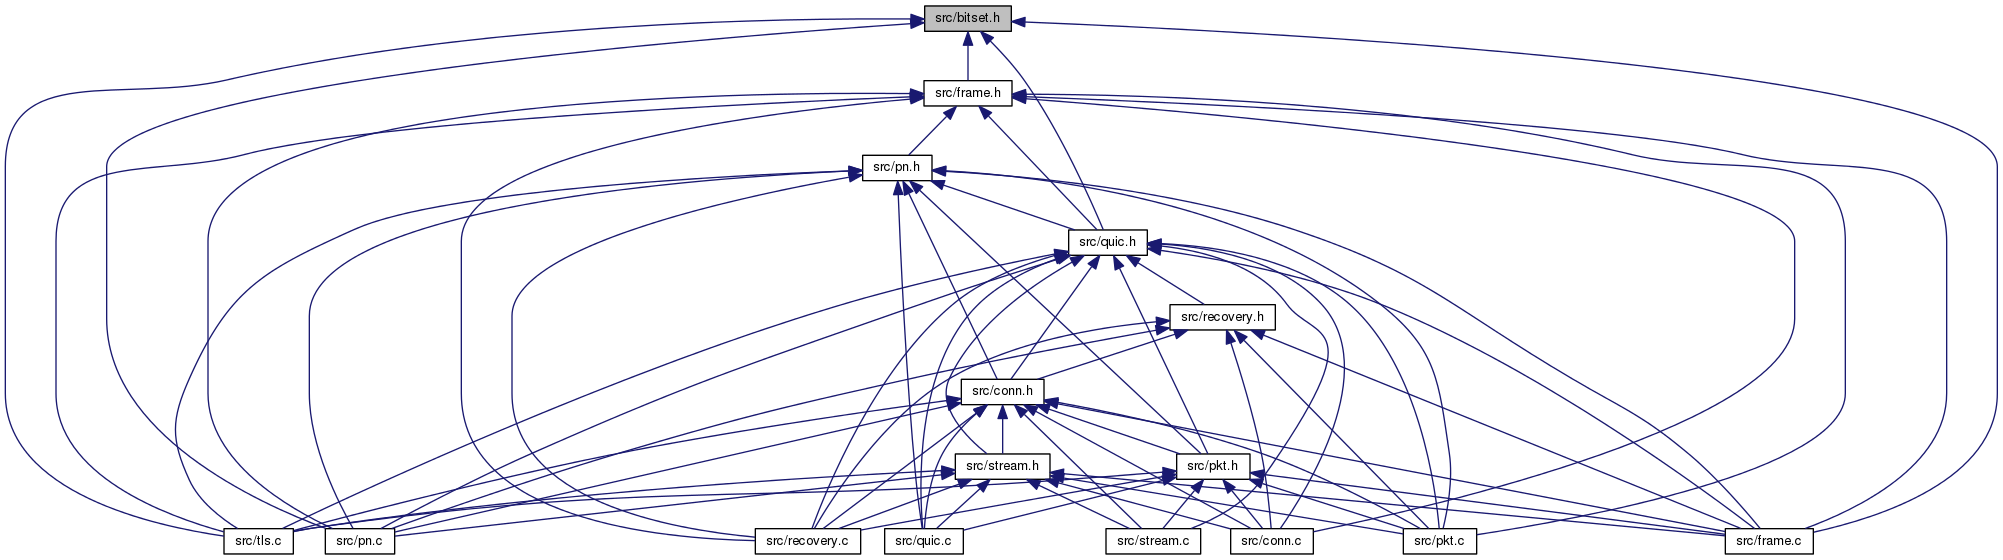 src/bitset.h
src/frame.h
src/pn.h
src/quic.h
src/recovery.h
src/conn.h
src/stream.h
src/pkt.h
src/tls.c
src/pn.c
src/recovery.c
src/quic.c
src/stream.c
src/conn.c
src/pkt.c
src/frame.c